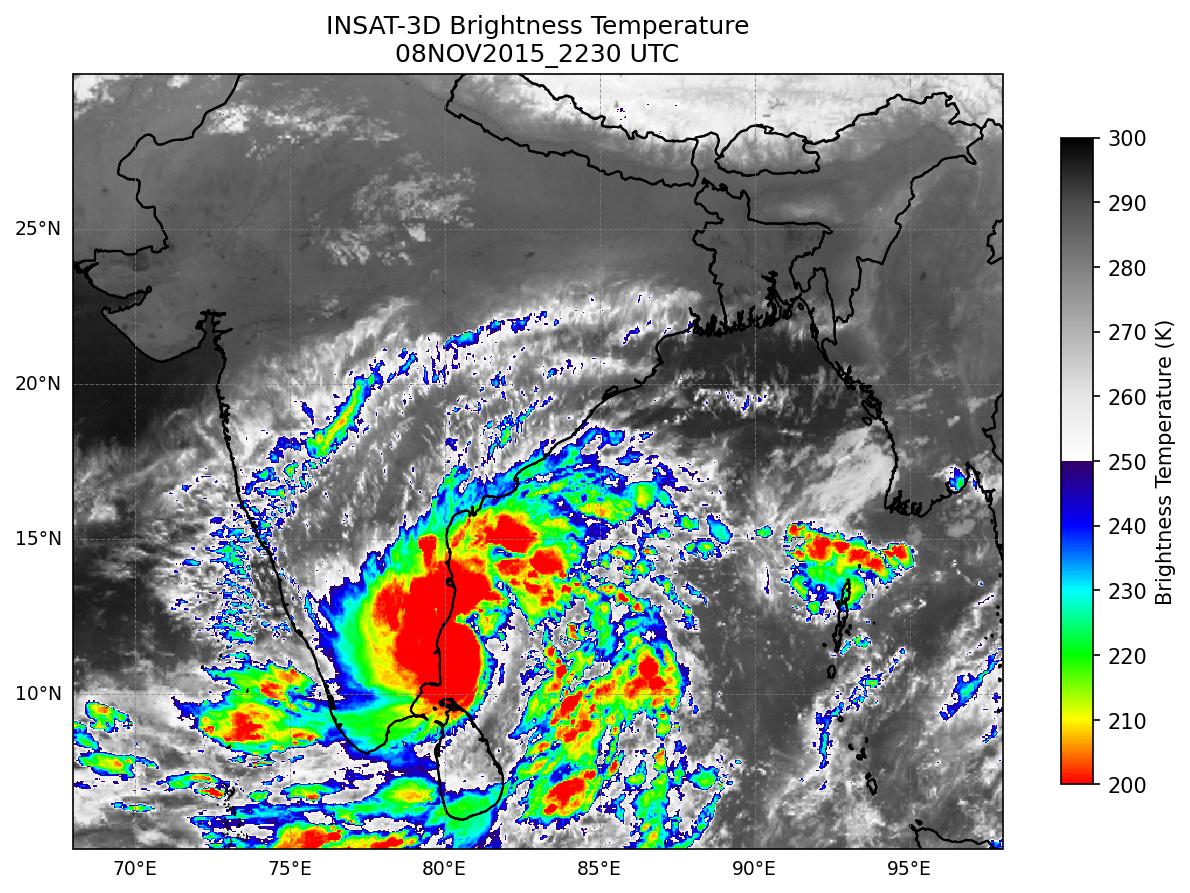 INSAT-3D Brightness Temperature
08NOV2015_2230 UTC
25°N
20°N
15°N
10°N
70°E
75°E
80°E
85°E
90°E
95°E
300
290
280
270
260
250
240
230
220
210
200
Brightness Temperature (K)